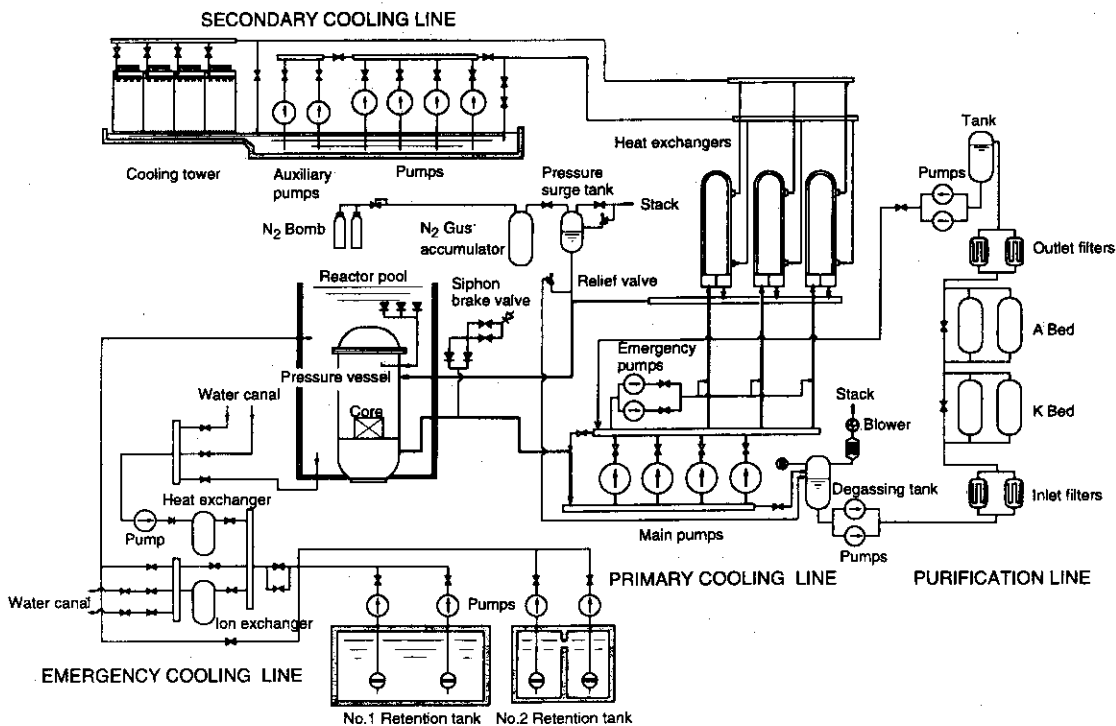 SECONDARY COOLING LINE
Cooling tower
Auxiliary
pumps
Pumps
Heat exchangers
Tank
Pumps
Outlet filters
A Bed
K Bed
Inlet filters
N₂ Bomb
N₂ Gus
accumulator
Pressure
surge tank
Stack
Relief valve
Reactor pool
Siphon
brake valve
Pressure vessel
Core
Water canal
Emergency
pumps
Stack
Blower
Degassing tank
Pumps
Main pumps
Heat exchanger
Pump
Water canal
Ion exchanger
Pumps
PRIMARY COOLING LINE
PURIFICATION LINE
EMERGENCY COOLING LINE
No.1 Retention tank
No.2 Retention tank